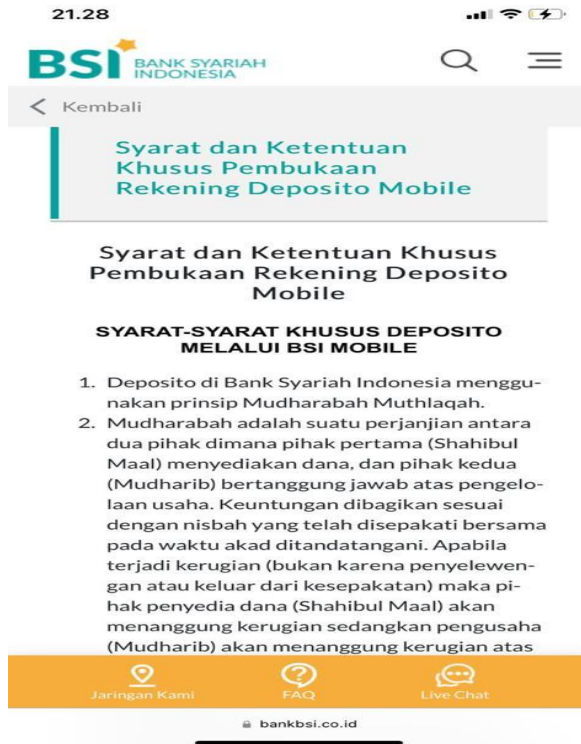 21.28
BSI BANK SYARIAH
INDONESIA
Kembali
Syarat dan Ketentuan
Khusus Pembukaan
Rekening Deposito Mobile
Syarat dan Ketentuan Khusus
Pembukaan Rekening Deposito
Mobile
SYARAT-SYARAT KHUSUS DEPOSITO
MELALUI BSI MOBILE
1. Deposito di Bank Syariah Indonesia menggu-
nakan prinsip Mudharabah Muthlaqah.
2. Mudharabah adalah suatu perjanjian antara
dua pihak dimana pihak pertama (Shahibul
Maal) menyediakan dana, dan pihak kedua
(Mudharib) bertanggung jawab atas pengelo-
laan usaha. Keuntungan dibagikan sesuai
dengan nisbah yang telah disepakati bersama
pada waktu akad ditandatangani. Apabila
terjadi kerugian (bukan karena penyelewen-
gan atau keluar dari kesepakatan) maka pi-
hak penyedia dana (Shahibul Maal) akan
menanggung kerugian sedangkan pengusaha
(Mudharib) akan menanggung kerugian atas
Jaringan Kami
FAQ
Live Chat
bankbsi.co.id